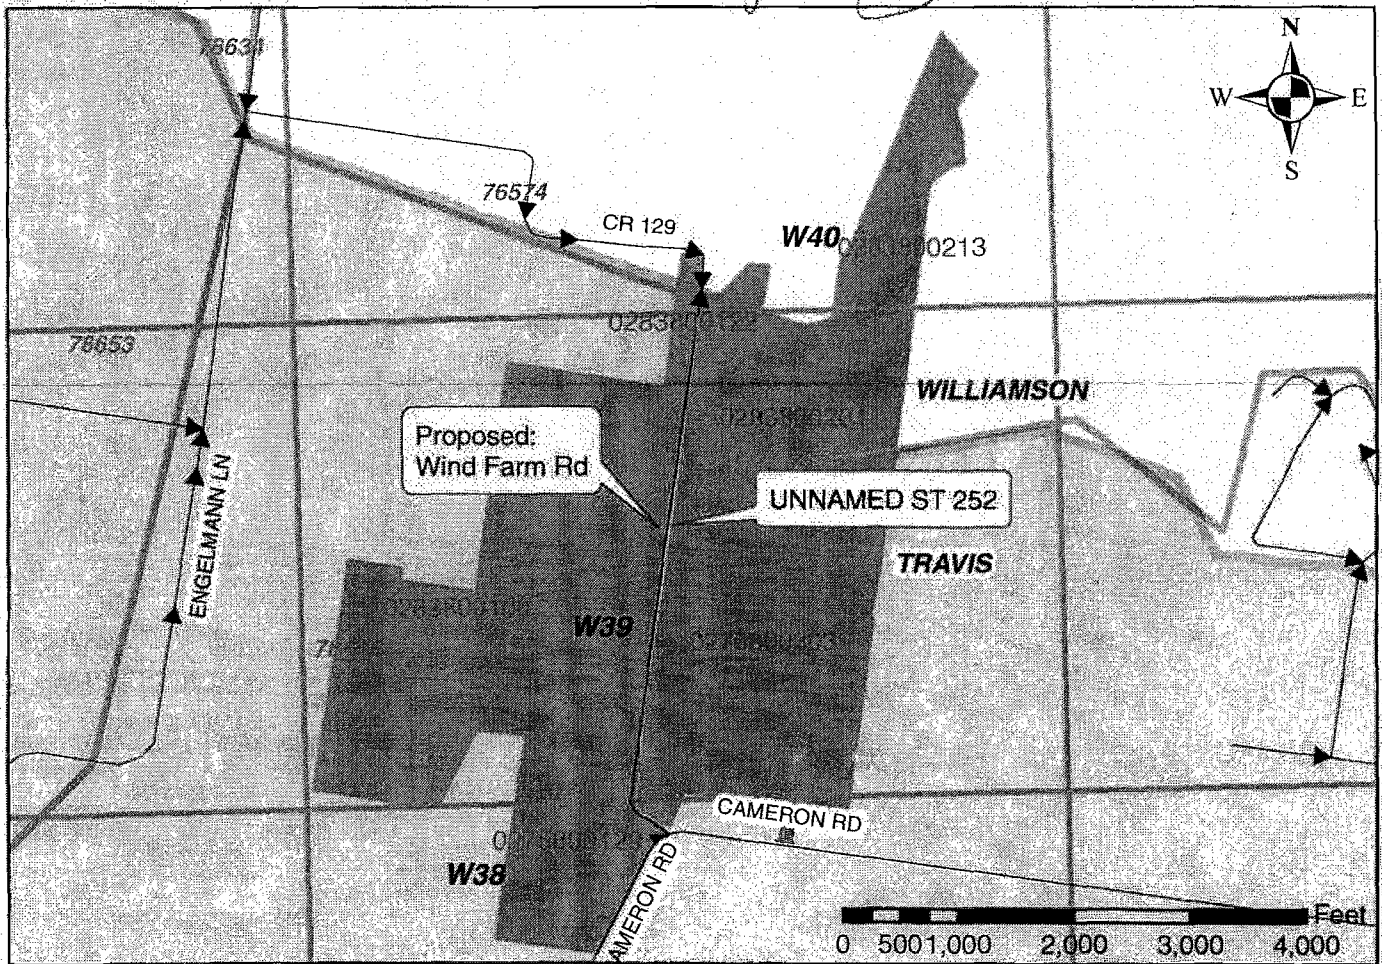 N
W E
S
78634
76574
CR 129
W40
78653
WILLIAMSON
Proposed:
Wind Farm Rd
UNNAMED ST 252
ENGELMANN LN
TRAVIS
W39
CAMERON RD
W38
CAMERON RD
Feet
0 500 1,000 2,000 3,000 4,000